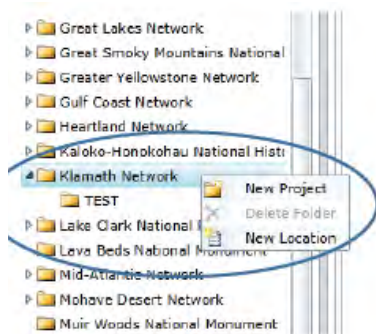 Great Lakes Network
Great Smoky Mountains National
Greater Yellowstone Network
Gulf Coast Network
Heartland Network
Kaloko-Honokohau National Hist
Klamath Network
New Project
TEST
Delete Folder
Lake Clark National
New Location
Lava Beds National Monument
Mid-Atlantic Network
Mohave Desert Network
Muir Woods National Monument